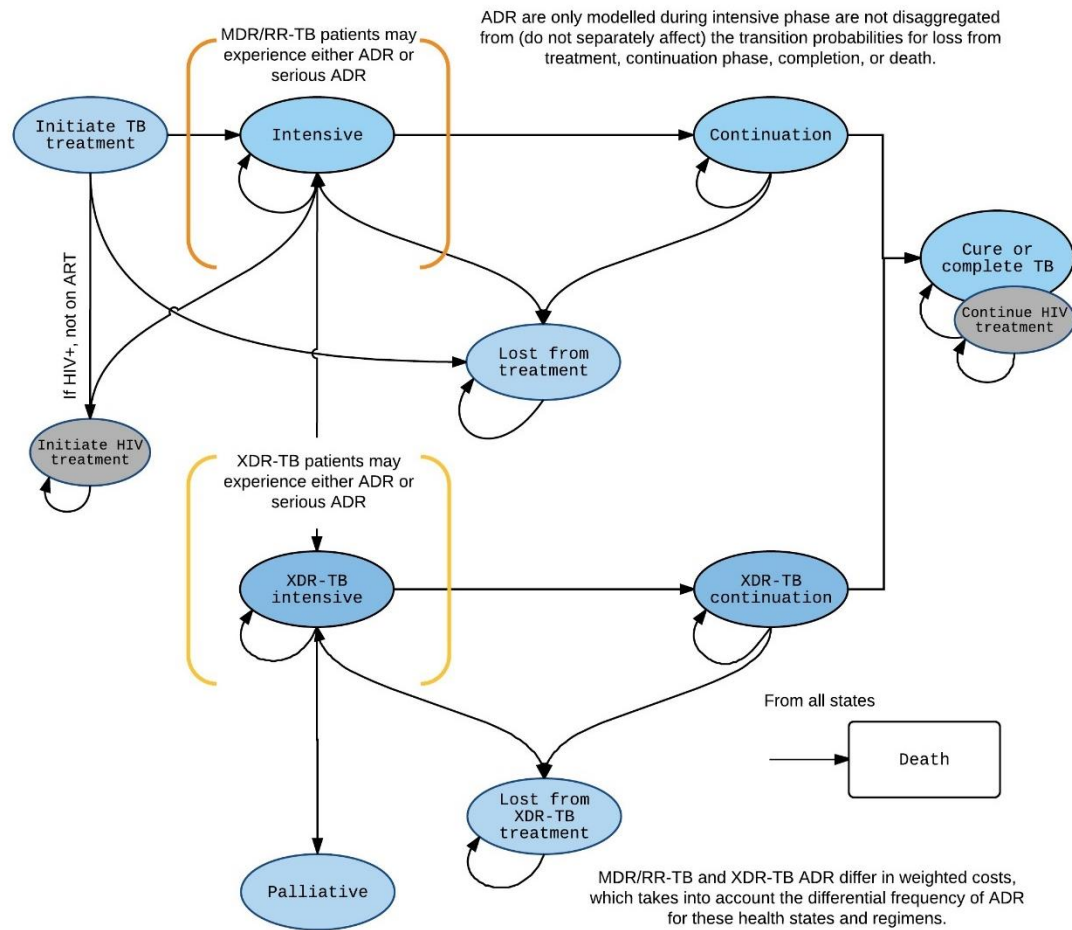 ADR are only modelled during intensive phase are not disaggregated
from (do not separately affect) the transition probabilities for loss from
treatment, continuation phase, completion, or death.
MDR/RR-TB patients may
experience either ADR or
serious ADR
Initiate TB
treatment
Intensive
Continuation
Cure or
complete TB
Continue HIV
treatment
If HIV+, not on ART
Lost from
treatment
Initiate HIV
treatment
XDR-TB patients may
experience either ADR or
serious ADR
XDR-TB
intensive
XDR-TB
continuation
From all states
Death
Lost from
XDR-TB
treatment
Palliative
MDR/RR-TB and XDR-TB ADR differ in weighted costs,
which takes into account the differential frequency of ADR
for these health states and regimens.